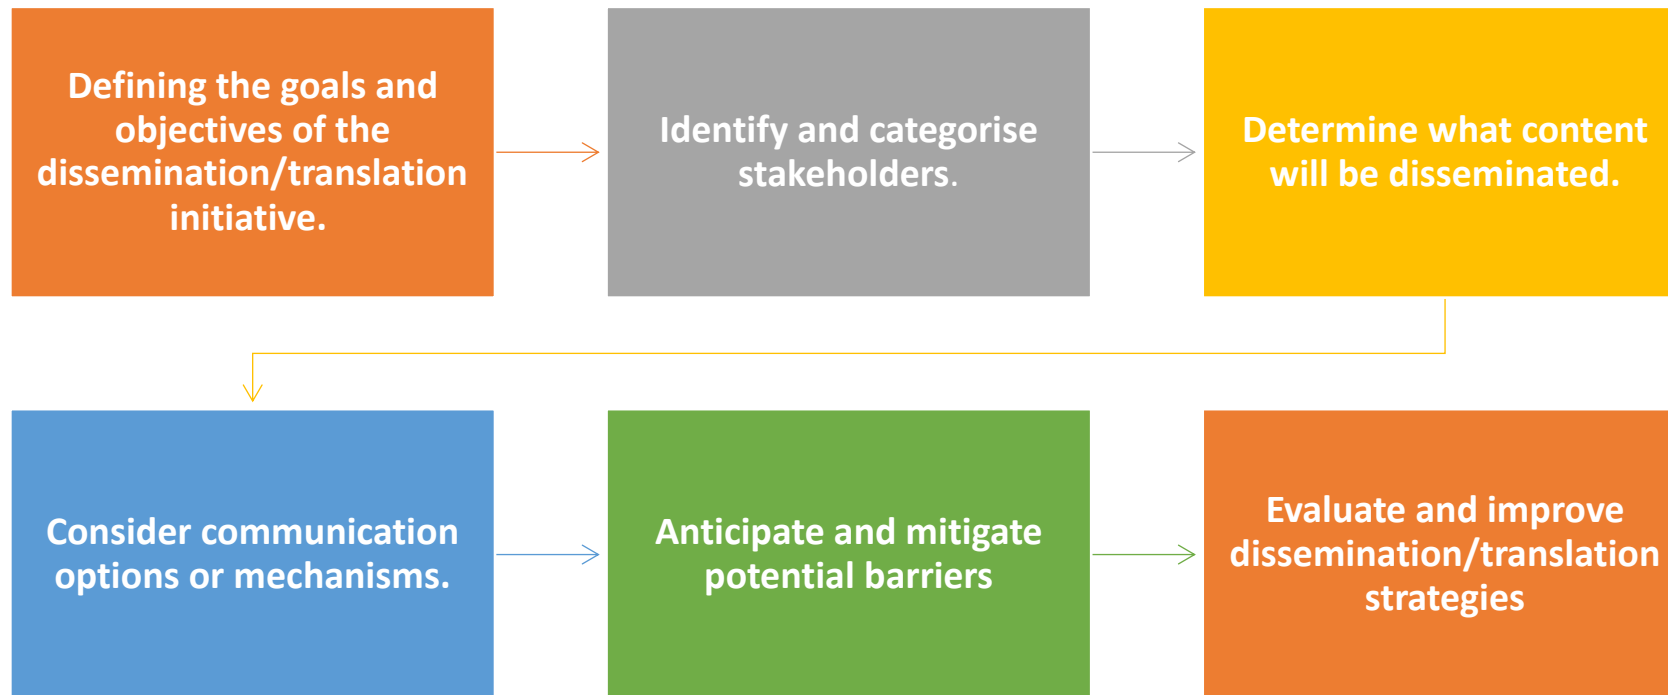 Defining the goals and
objectives of the
dissemination/translation
initiative.
Identify and categorise
stakeholders.
Determine what content
will be disseminated.
Consider communication
options or mechanisms.
Anticipate and mitigate
potential barriers
Evaluate and improve
dissemination/translation
strategies